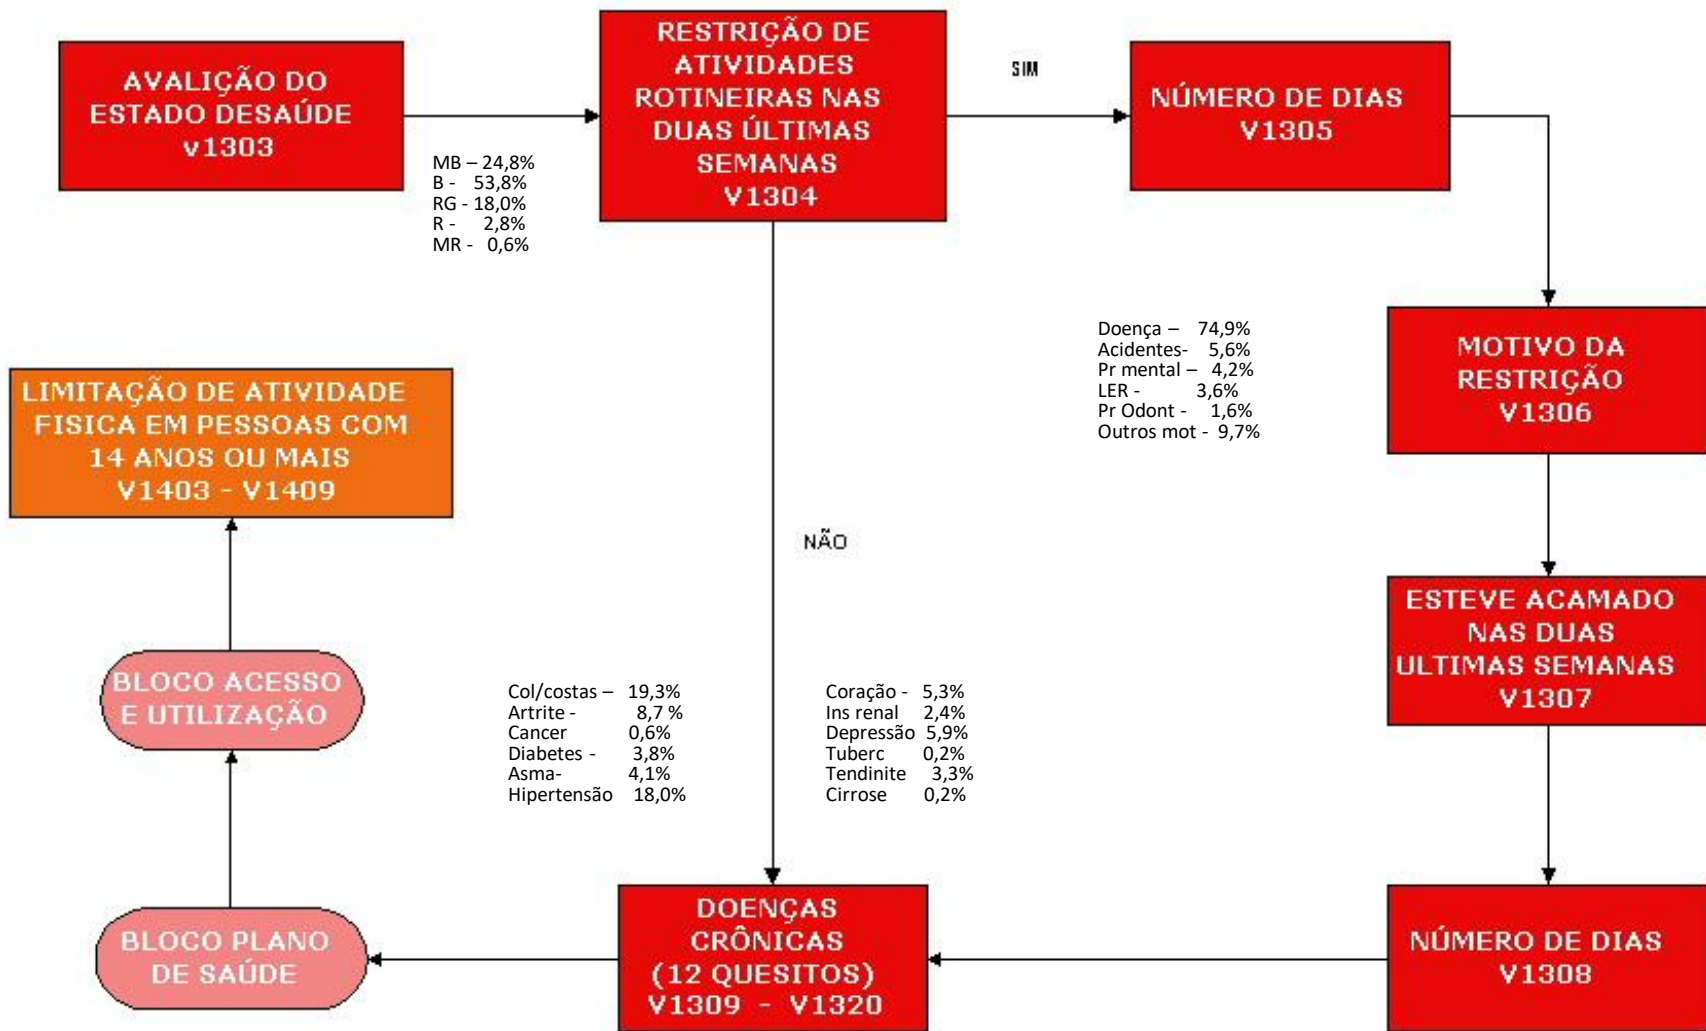 AVALIÇÃO DO
ESTADO DESAÚDE
v1303
MB – 24,8%
B - 53,8%
RG - 18,0%
R - 2,8%
MR - 0,6%
RESTRIÇÃO DE
ATIVIDADES
ROTINEIRAS NAS
DUAS ÚLTIMAS
SEMANAS
V1304
SIM
NÚMERO DE DIAS
V1305
Doença – 74,9%
Acidentes- 5,6%
Pr mental – 4,2%
LER - 3,6%
Pr Odont - 1,6%
Outros mot - 9,7%
MOTIVO DA
RESTRIÇÃO
V1306
LIMITAÇÃO DE ATIVIDADE
FISICA EM PESSOAS COM
14 ANOS OU MAIS
V1403 - V1409
NÃO
ESTEVE ACAMADO
NAS DUAS
ULTIMAS SEMANAS
V1307
BLOCO ACESSO
E UTILIZAÇÃO
Col/costas – 19,3%
Artrite - 8,7 %
Cancer 0,6%
Diabetes - 3,8%
Asma- 4,1%
Hipertensão 18,0%
Coração - 5,3%
Ins renal 2,4%
Depressão 5,9%
Tuberc 0,2%
Tendinite 3,3%
Cirrose 0,2%
BLOCO PLANO
DE SAÚDE
DOENÇAS
CRÔNICAS
(12 QUESITOS)
V1309 - V1320
NÚMERO DE DIAS
V1308